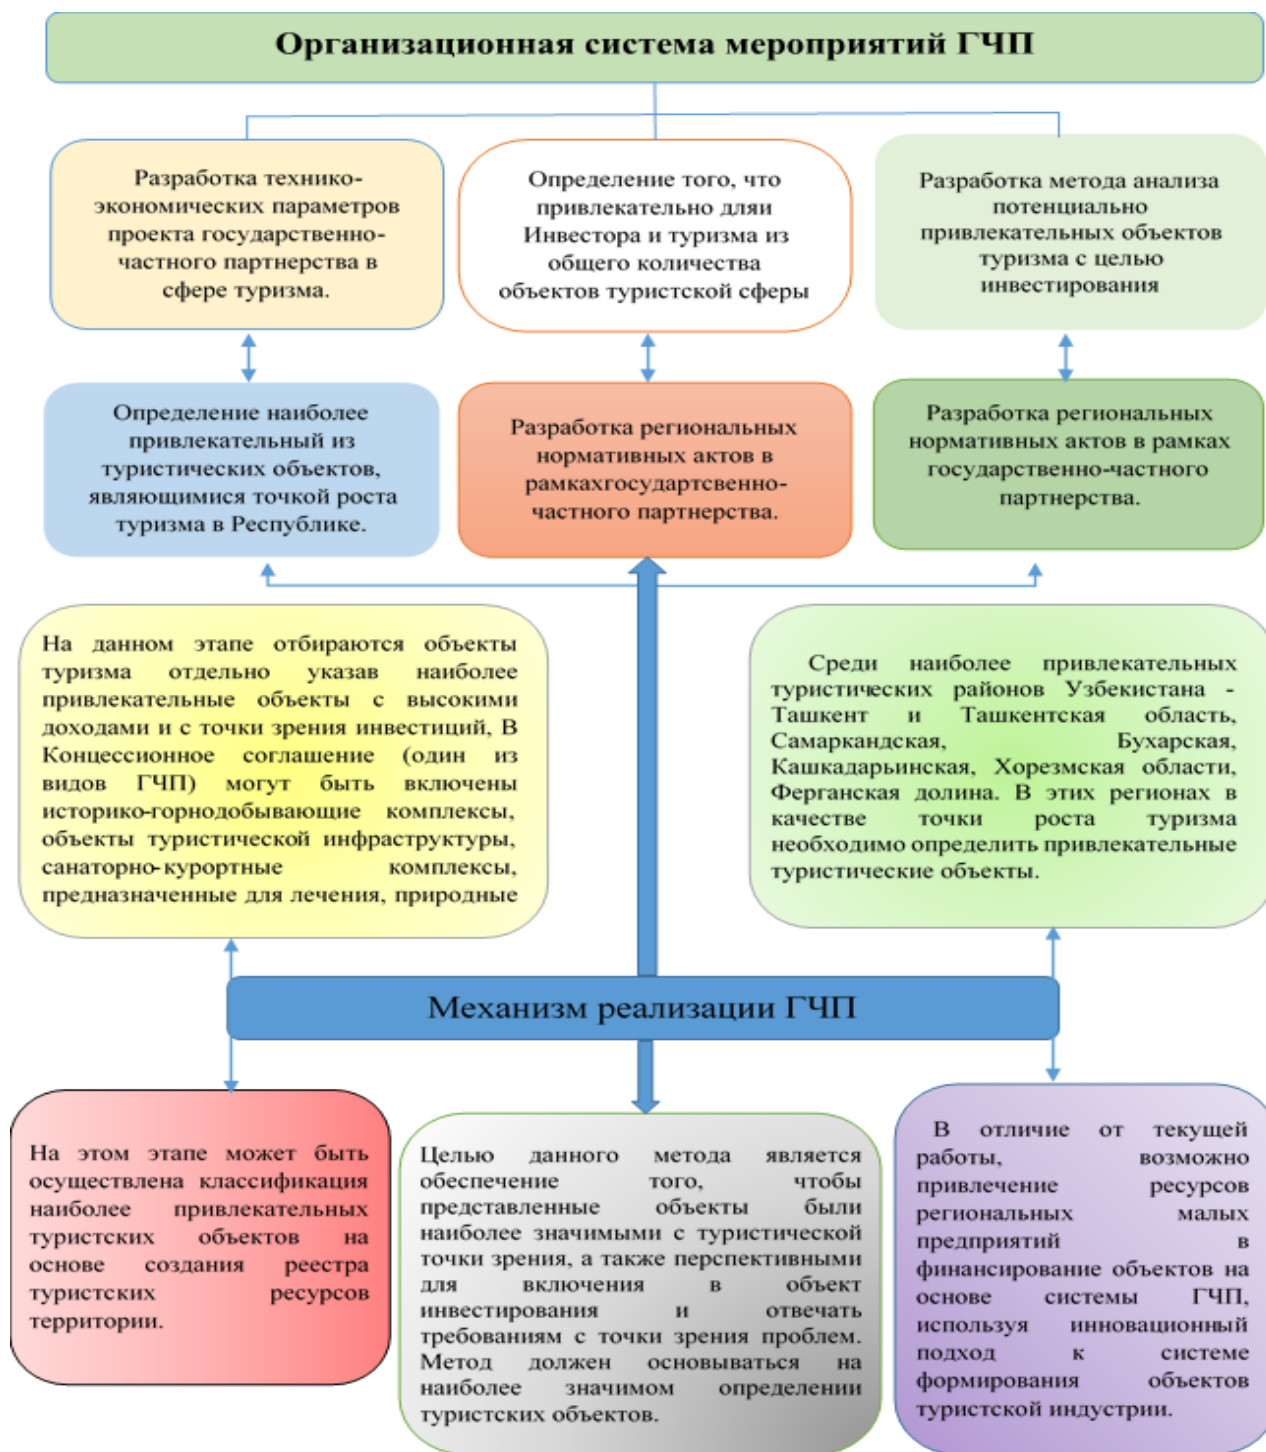 Организационная система мероприятий ГЧП
Разработка технико-
экономических параметров
проекта государственно-
частного партнерства в
сфере туризма.
Определение того, что
привлекательно дляи
Инвестора и туризма из
общего количества
объектов туристской сферы
Разработка метода анализа
потенциально
привлекательных объектов
туризма с целью
инвестирования
Определение наиболее
привлекательный из
туристических объектов,
являющимися точкой роста
туризма в Республике.
Разработка региональных
нормативных актов в
рамкахгосудартсвенно-
частного партнерства.
Разработка региональных
нормативных актов в рамках
государственно-частного
партнерства.
На данном этапе отбираются объекты
туризма отдельно указав наиболее
привлекательные объекты с высокими
доходами и с точки зрения инвестиций, В
Концессионное соглашение (один из
видов ГЧП) могут быть включены
историко-горнодобывающие комплексы,
объекты туристической инфраструктуры,
санаторно-курортные комплексы,
предназначенные для лечения, природные
Среди наиболее привлекательных
туристических районов Узбекистана -
Ташкент и Ташкентская область,
Самаркандская, Бухарская,
Кашкадарьинская, Хорезмская области,
Ферганская долина. В этих регионах в
качестве точки роста туризма
необходимо определить привлекательные
туристические объекты.
Механизм реализации ГЧП
На этом этапе может быть
осуществлена классификация
наиболее привлекательных
туристских объектов на
основе создания реестра
туристских ресурсов
территории.
Целью данного метода является
обеспечение того, чтобы
представленные объекты были
наиболее значимыми с туристической
точки зрения, а также перспективными
для включения в объект
инвестирования и отвечать
требованиям с точки зрения проблем.
Метод должен основываться на
наиболее значимом определении
туристских объектов.
В отличие от текущей
работы, возможно
привлечение ресурсов
региональных малых
предприятий в
финансирование объектов на
основе системы ГЧП,
используя инновационный
подход к системе
формирования объектов
туристской индустрии.